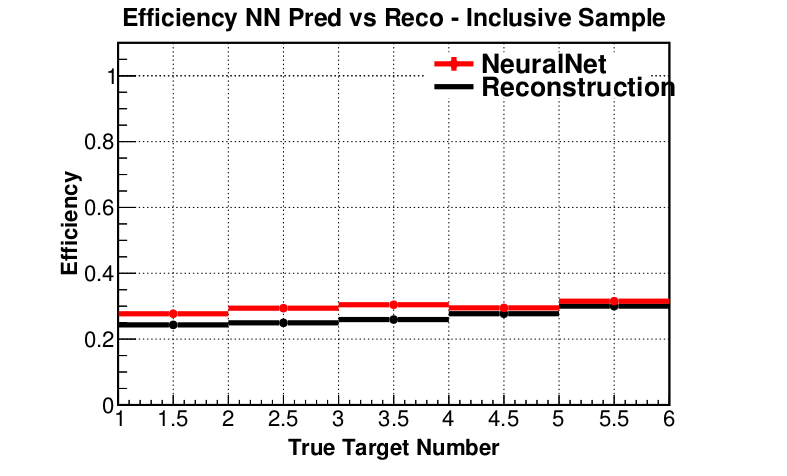 Efficiency NN Pred vs Reco - Inclusive Sample
NeuralNet
Reconstruction
Efficiency
1
0.8
0.6
0.4
0.2
0
1 1.5 2 2.5 3 3.5 4 4.5 5 5.5 6
True Target Number